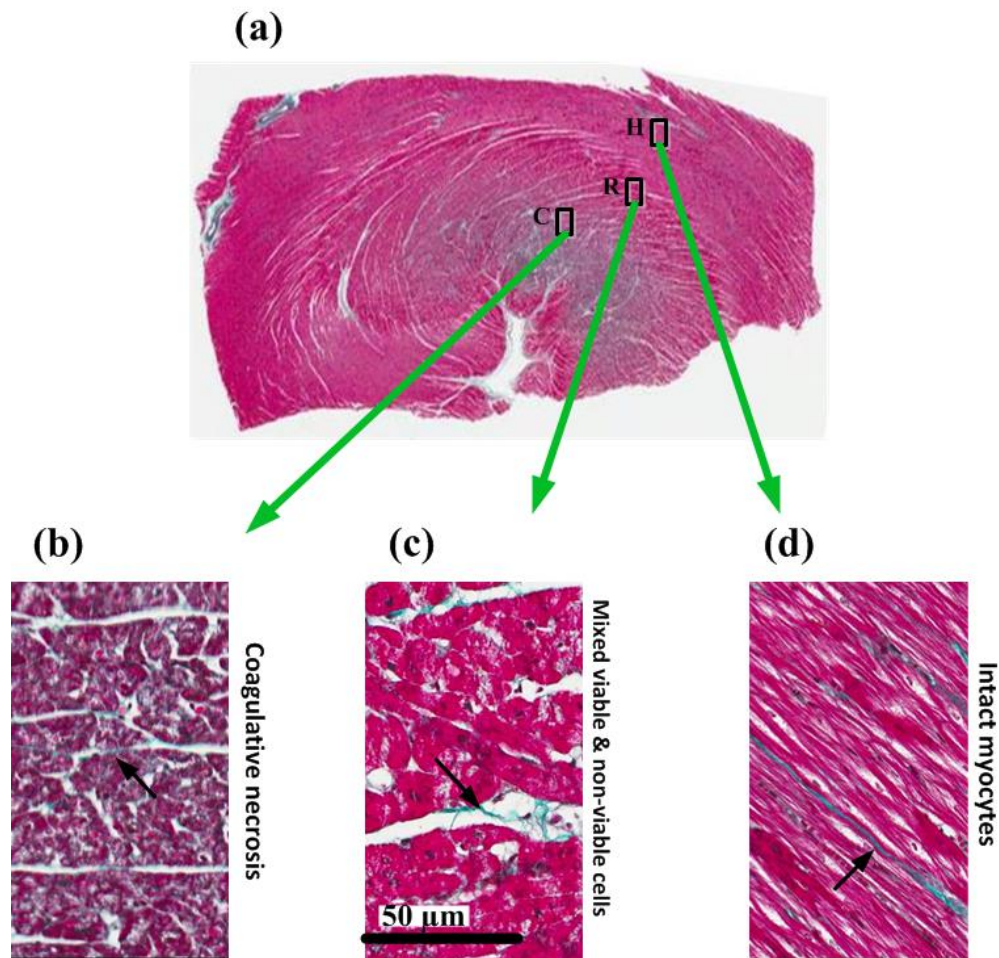 (a)
H
R
C
(b)
(c)
(d)
Coagulative necrosis
Mixed viable & non-viable cells
Intact myocytes
50 µm